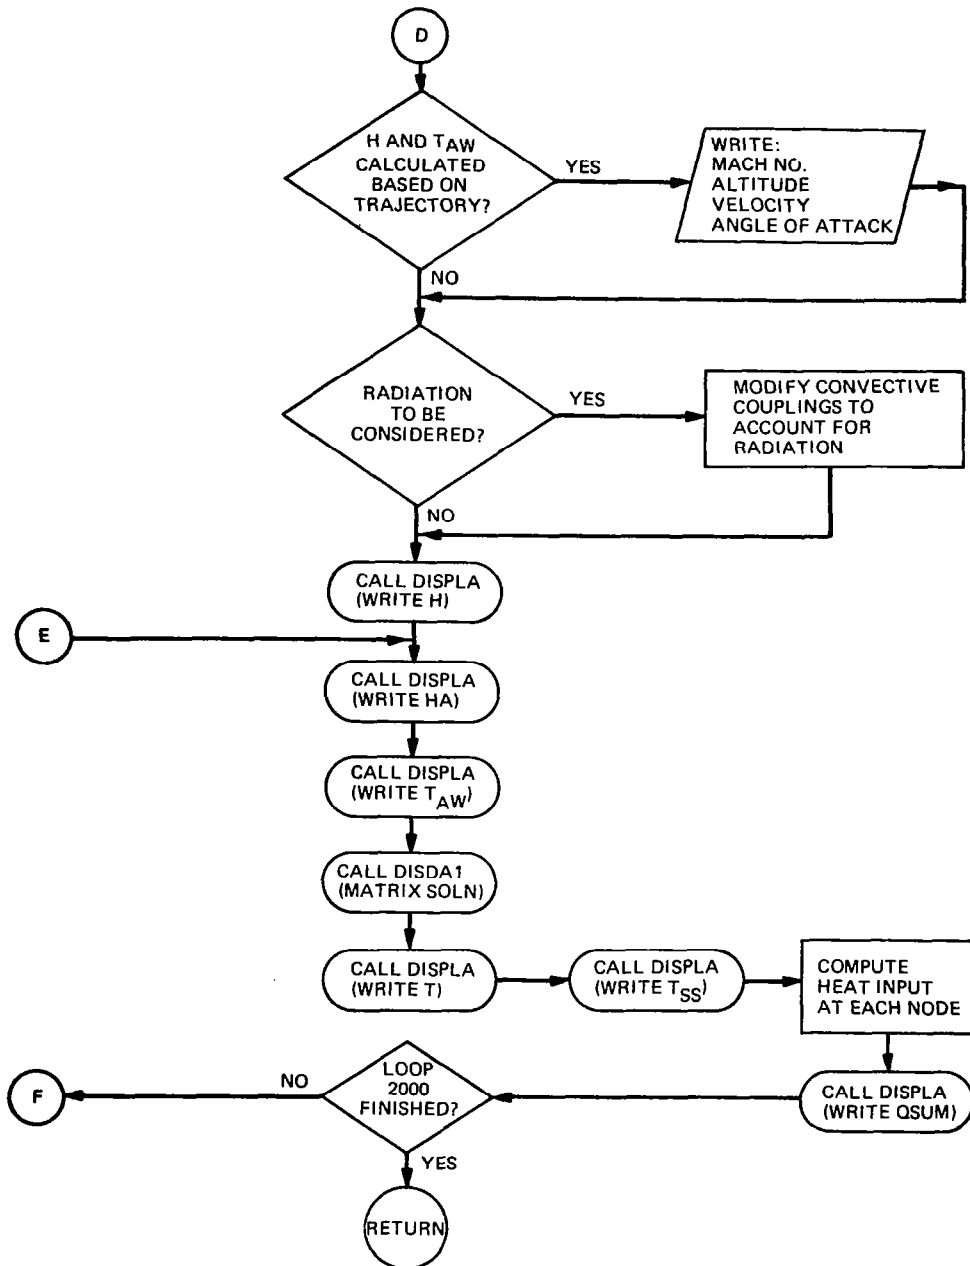 D
H AND TAW
CALCULATED
BASED ON
TRAJECTORY?
YES
WRITE:
MACH NO.
ALTITUDE
VELOCITY
ANGLE OF ATTACK
NO
RADIATION
TO BE
CONSIDERED?
YES
MODIFY CONVECTIVE
COUPLINGS TO
ACCOUNT FOR
RADIATION
NO
CALL DISPLA
(WRITE H)
E
CALL DISPLA
(WRITE HA)
CALL DISPLA
(WRITE TAW)
CALL DISDA1
(MATRIX SOLN)
CALL DISPLA
(WRITE T)
CALL DISPLA
(WRITE TSS)
COMPUTE
HEAT INPUT
AT EACH NODE
F
NO
LOOP
2000
FINISHED?
CALL DISPLA
(WRITE QSUM)
YES
RETURN